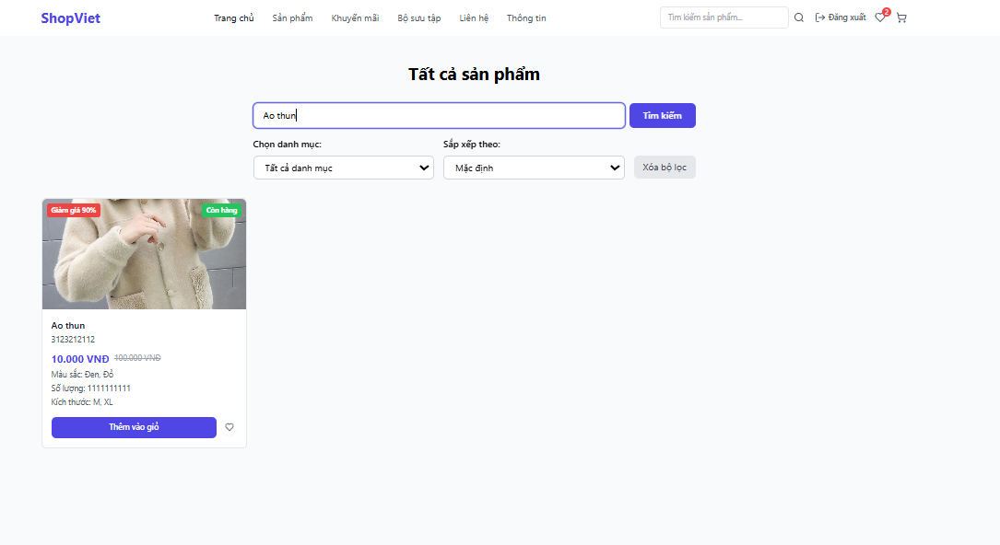 ShopViet
Trang chủ Sản phẩm Khuyến mãi Bộ sưu tập Liên hệ Thông tin
Tìm kiếm sản phẩm... Đăng xuất 2
Tất cả sản phẩm
Ao thun Tìm kiếm
Chọn danh mục: Sắp xếp theo:
Tất cả danh mục Mặc định Xóa bộ lọc
Giảm giá 90% Còn hàng
Ao thun
3123212112
10.000 VNĐ 100.000 VNĐ
Màu sắc: Đen, Đỏ
Số lượng: 1111111111
Kích thước: M, XL
Thêm vào giỏ